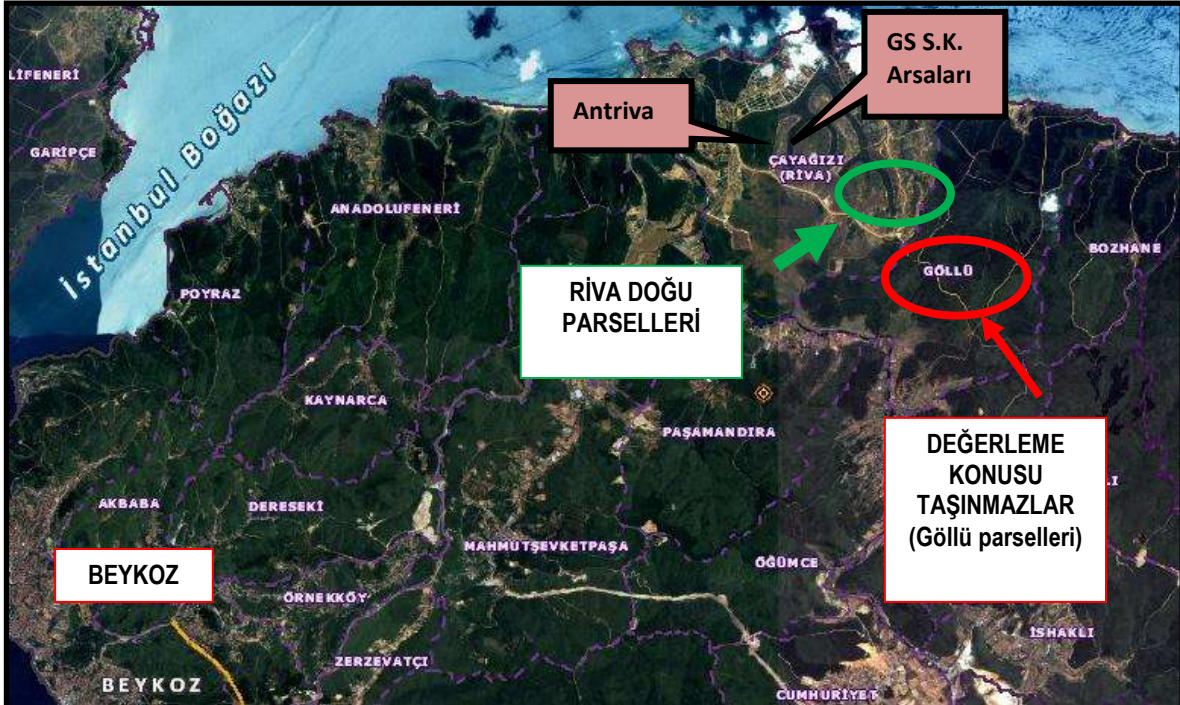 LİFENERİ
GARİPÇE
İstanbul Boğazı
POYRAZ
ANADOLUFENERİ
Antriva
GS S.K.
Arsaları
ÇAYAĞIZI
(RİVA)
BOZHANE
GÖLLÜ
RİVA DOĞU
PARSELLERİ
KAYNARCA
PAŞAMANDIRA
DEĞERLEME
KONUSU
TAŞINMAZLAR
(Göllü parselleri)
LI
AKBABA
DERESEKİ
MAHMUTŞEVKETPAŞA
ÖĞÜMCE
BEYKOZ
ÖRNEKKÖY
İSHAKLI
ZERZEVATÇI
BEYKOZ
CUMHURİYET